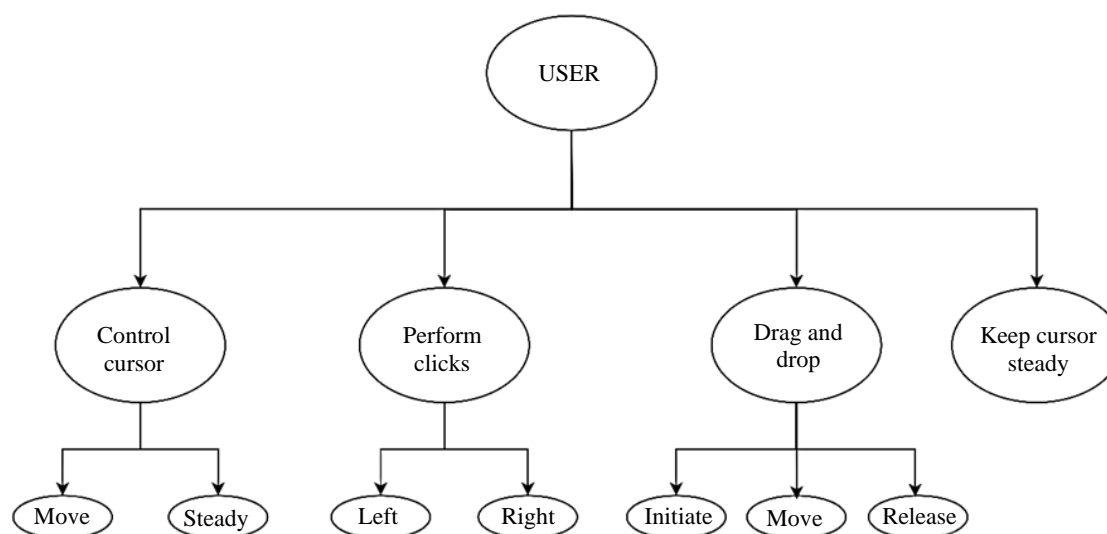 USER
Control
cursor
Perform
clicks
Drag and
drop
Keep cursor
steady
Move
Steady
Left
Right
Initiate
Move
Release